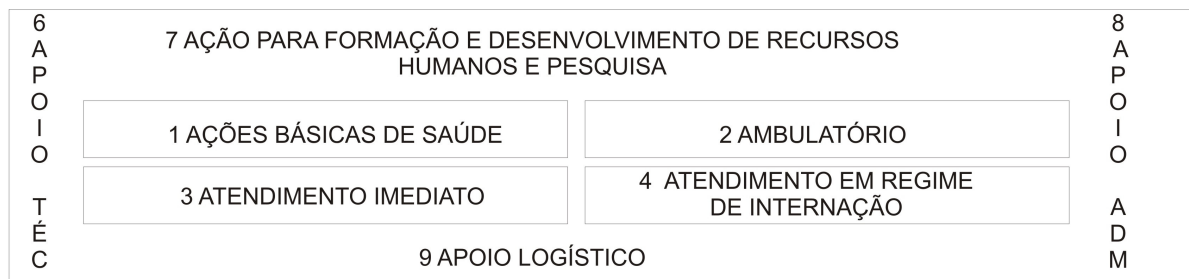 6 APOIO TÉC
7 AÇÃO PARA FORMAÇÃO E DESENVOLVIMENTO DE RECURSOS
HUMANOS E PESQUISA
1 AÇÕES BÁSICAS DE SAÚDE
2 AMBULATÓRIO
3 ATENDIMENTO IMEDIATO
4 ATENDIMENTO EM REGIME
DE INTERNAÇÃO
9 APOIO LOGÍSTICO
8 APOIO ADM